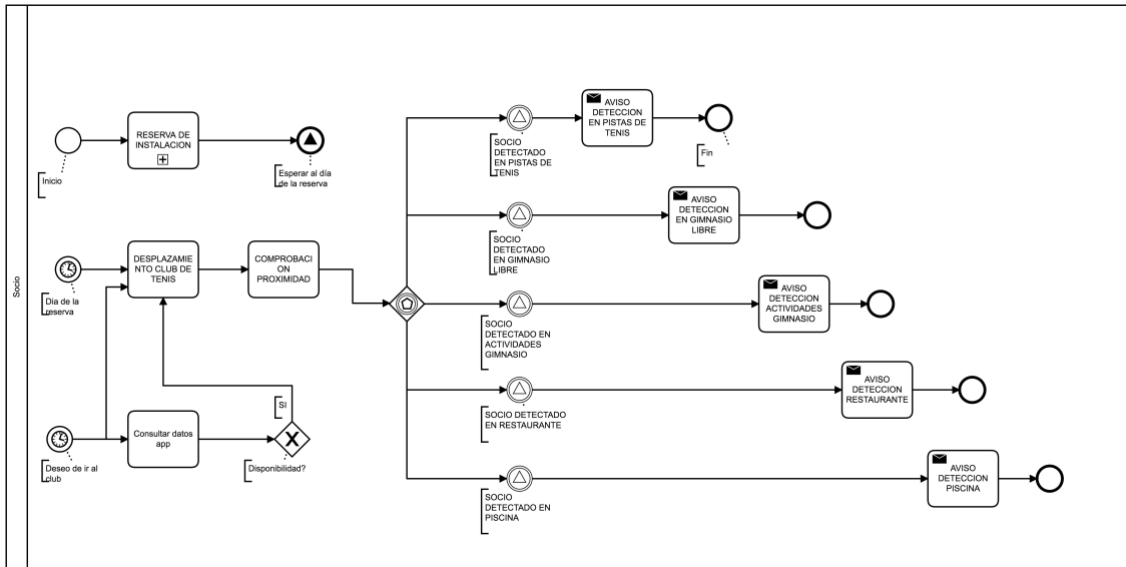 Socio
RESERVA DE
INSTALACION
Inicio
Esperar al día
de la reserva
DESPLAZAMIE
NTO CLUB DE
TENIS
COMPROBACI
ON
PROXIMIDAD
Dia de la
reserva
Consultar datos
app
SI
Deseo de ir al
club
Disponibilidad?
SOCIO
DETECTADO
EN PISTAS DE
TENIS
AVISO
DETECCION
EN PISTAS DE
TENIS
Fin
SOCIO
DETECTADO
EN GIMNASIO
LIBRE
AVISO
DETECCION
EN GIMNASIO
LIBRE
SOCIO
DETECTADO EN
ACTIVIDADES
GIMNASIO
AVISO
DETECCION
ACTIVIDADES
GIMNASIO
SOCIO DETECTADO
EN RESTAURANTE
AVISO
DETECCION
RESTAURANTE
SOCIO
DETECTADO EN
PISCINA
AVISO
DETECCION
PISCINA